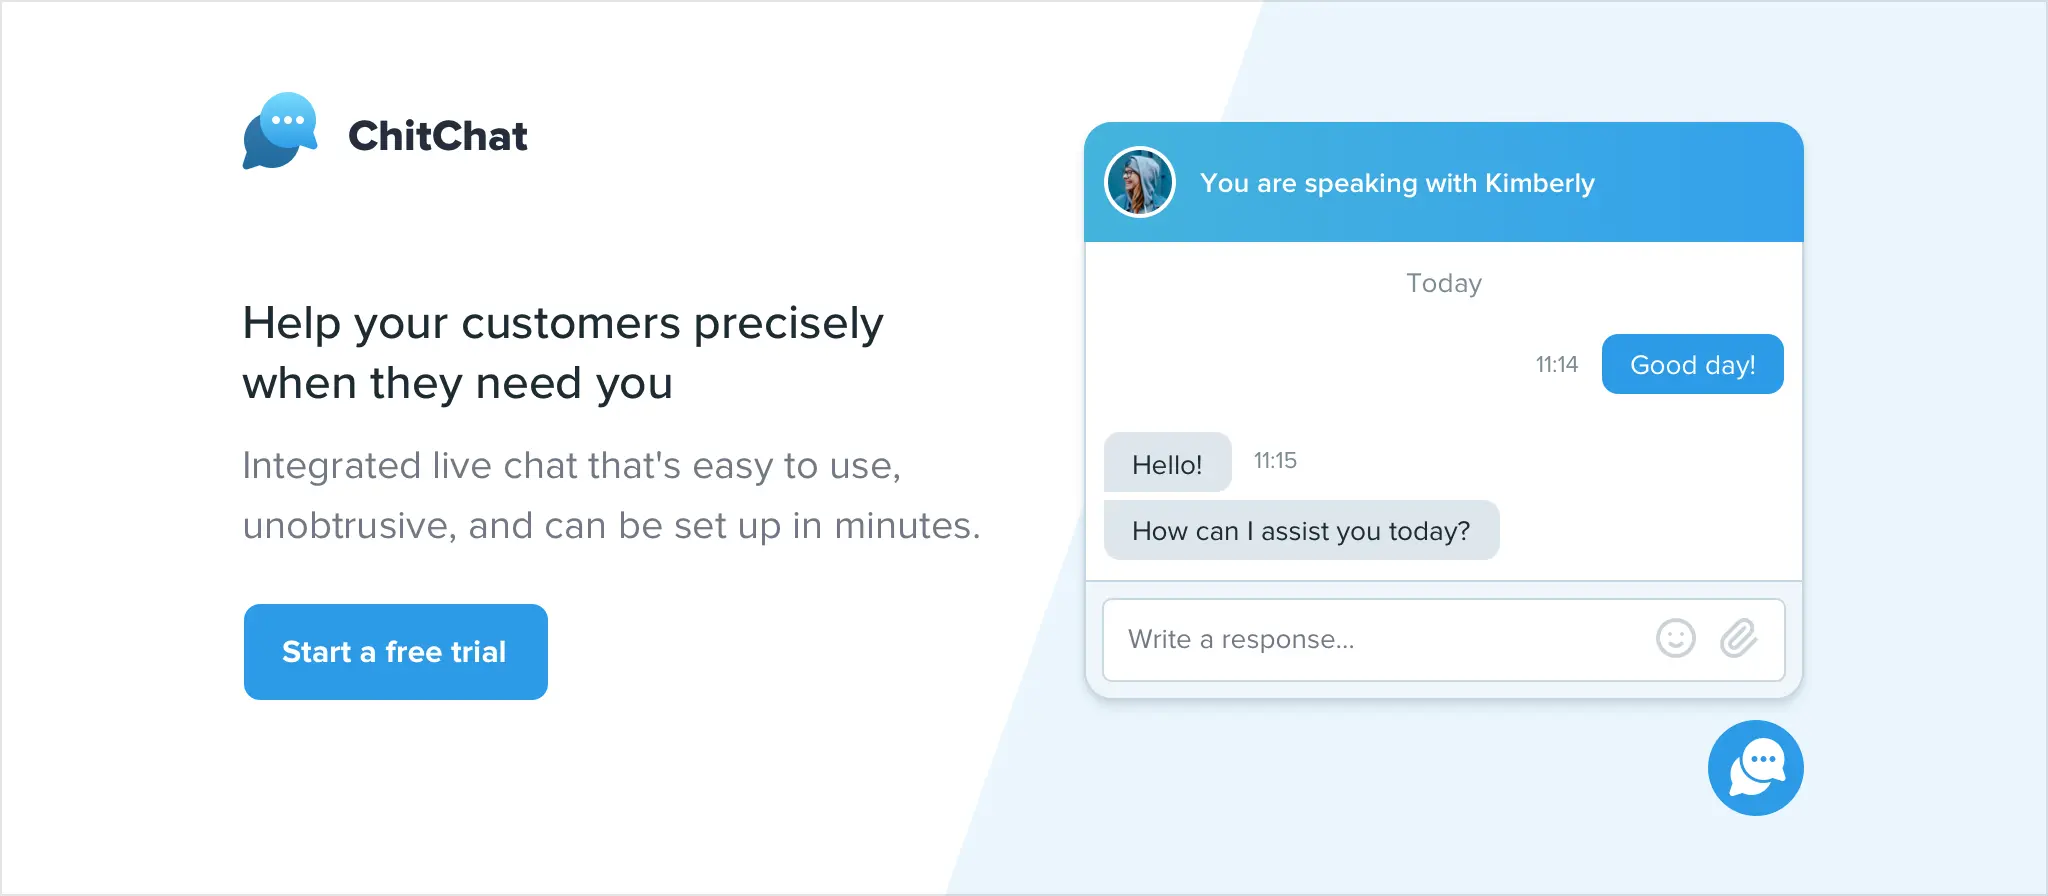 ChitChat
Help your customers precisely
when they need you
Integrated live chat that's easy to use,
unobtrusive, and can be set up in minutes.
Start a free trial
You are speaking with Kimberly
Today
11:14 Good day!
Hello! 11:15
How can I assist you today?
Write a response...